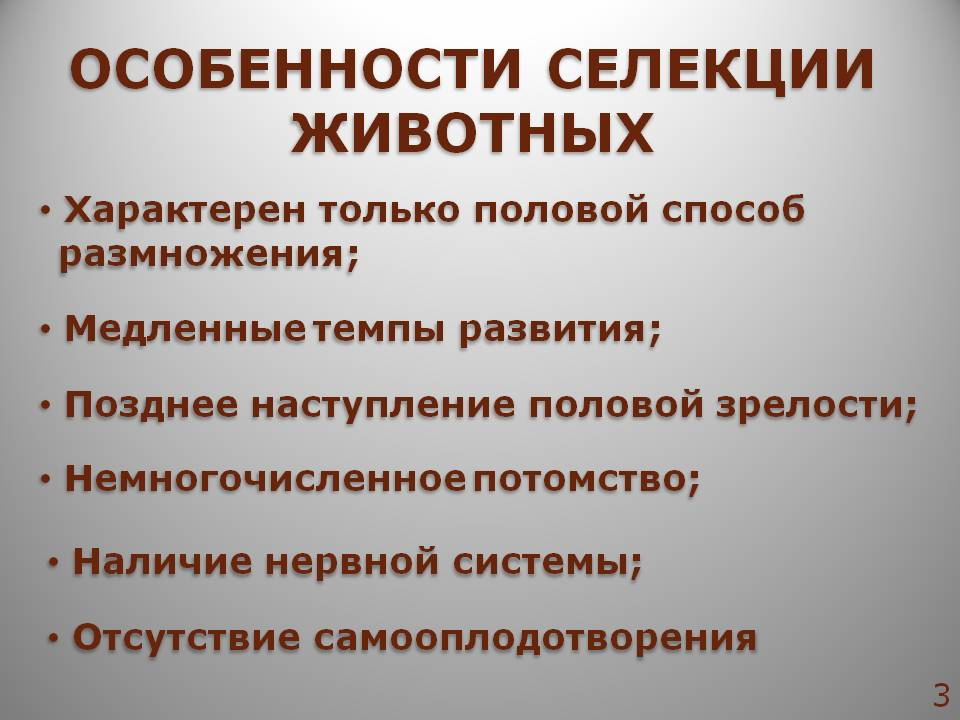 ОСОБЕННОСТИ СЕЛЕКЦИИ
ЖИВОТНЫХ
• Характерен только половой способ
размножения;
• Медленные темпы развития;
• Позднее наступление половой зрелости;
• Немногочисленное потомство;
• Наличие нервной системы;
• Отсутствие самооплодотворения
3